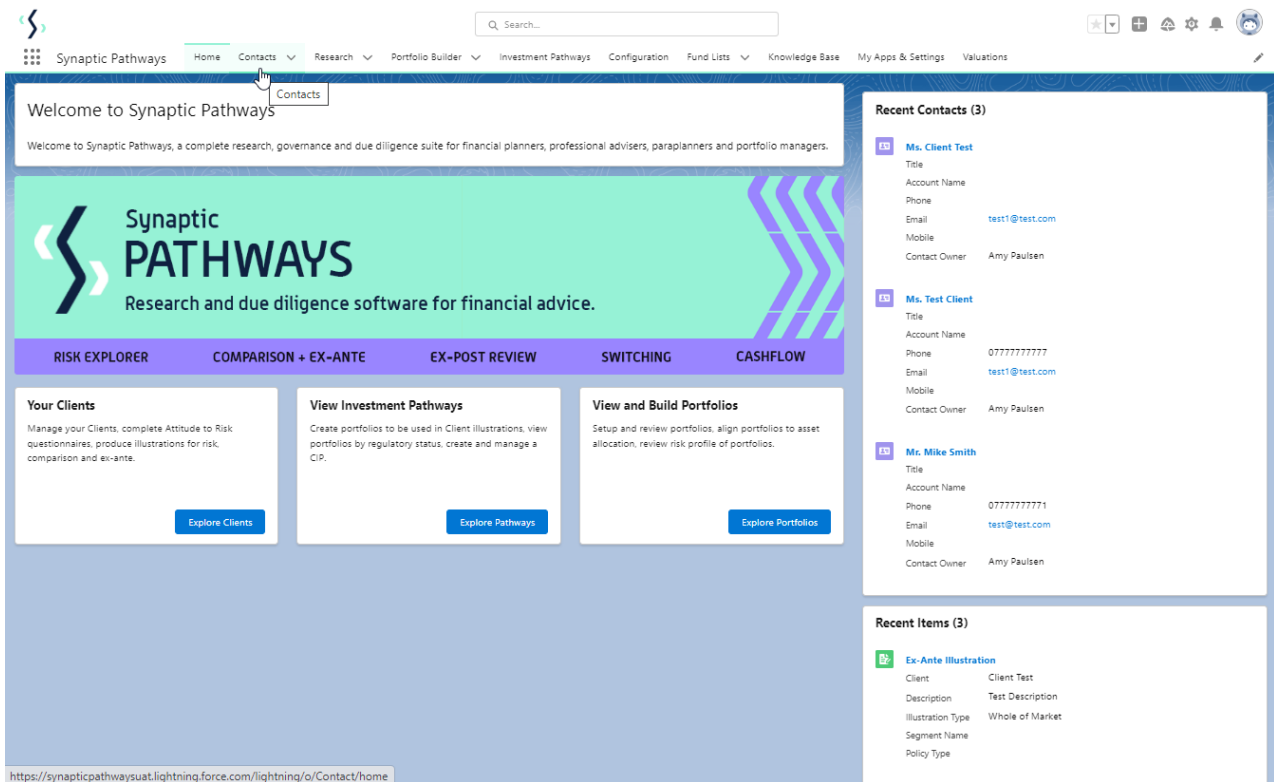 Search...
Synaptic Pathways
Home
Contacts
Research
Portfolio Builder
Investment Pathways
Configuration
Fund Lists
Knowledge Base
My Apps & Settings
Valuations
Contacts
Welcome to Synaptic Pathways
Welcome to Synaptic Pathways, a complete research, governance and due diligence suite for financial planners, professional advisers, paraplanners and portfolio managers.
Synaptic
PATHWAYS
Research and due diligence software for financial advice.
RISK EXPLORER
COMPARISON + EX-ANTE
EX-POST REVIEW
SWITCHING
CASHFLOW
Your Clients
Manage your Clients, complete Attitude to Risk
questionnaires, produce illustrations for risk,
comparison and ex-ante.
Explore Clients
View Investment Pathways
Create portfolios to be used in Client illustrations, view
portfolios by regulatory status, create and manage a
CIP.
Explore Pathways
View and Build Portfolios
Setup and review portfolios, align portfolios to asset
allocation, review risk profile of portfolios.
Explore Portfolios
Recent Contacts (3)
Ms. Client Test
Title
Account Name
Phone
Email test1@test.com
Mobile
Contact Owner Amy Paulsen
Ms. Test Client
Title
Account Name
Phone 07777777777
Email test1@test.com
Mobile
Contact Owner Amy Paulsen
Mr. Mike Smith
Title
Account Name
Phone 07777777771
Email test@test.com
Mobile
Contact Owner Amy Paulsen
Recent Items (3)
Ex-Ante Illustration
Client Client Test
Description Test Description
Illustration Type Whole of Market
Segment Name
Policy Type
https://synapticpathwaysuat.lightning.force.com/lightning/o/Contact/home